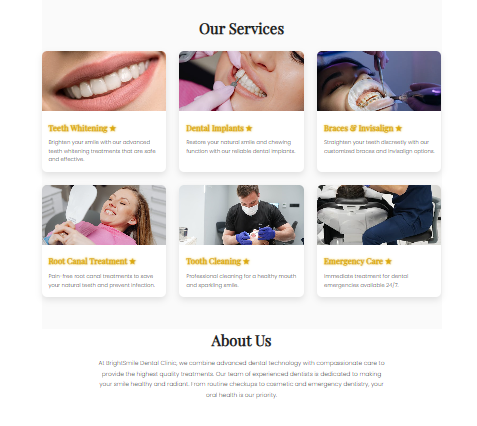 Our Services
Teeth Whitening ★
Brighten your smile with our advanced
teeth whitening treatments that are safe
and effective.
Dental Implants ★
Restore your natural smile and chewing
function with our reliable dental implants.
Braces & Invisalign ★
Straighten your teeth discreetly with our
customized braces and Invisalign options.
Root Canal Treatment ★
Pain-free root canal treatments to save
your natural teeth and prevent infection.
Tooth Cleaning ★
Professional cleaning for a healthy mouth
and sparkling smile.
Emergency Care ★
Immediate treatment for dental
emergencies available 24/7.
About Us
At BrightSmile Dental Clinic, we combine advanced dental technology with compassionate care to
provide the highest quality treatments. Our team of experienced dentists is dedicated to making
your smile healthy and radiant. From routine checkups to cosmetic and emergency dentistry, your
oral health is our priority.